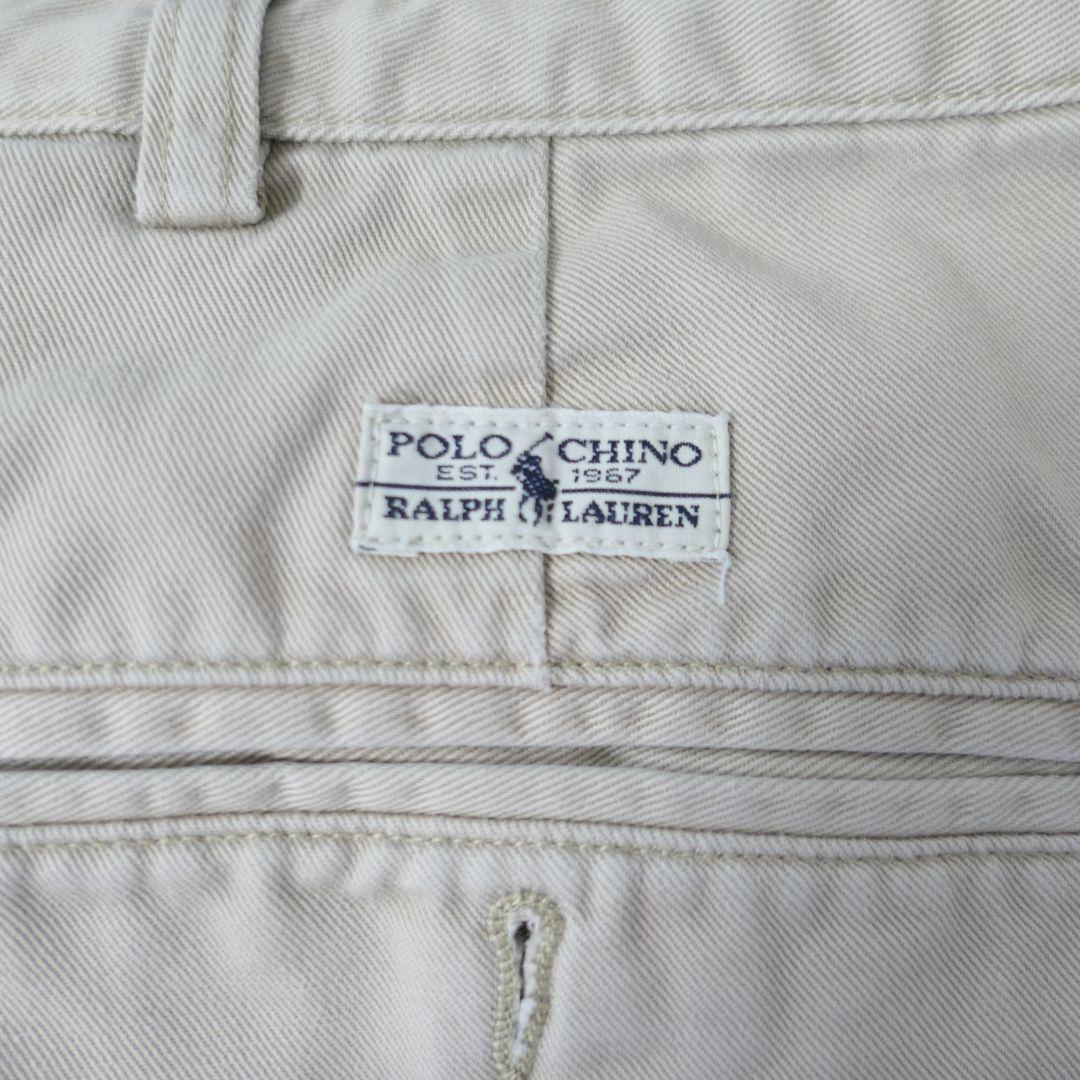 POLO CHINO
EST. 1967
RALPH LAUREN